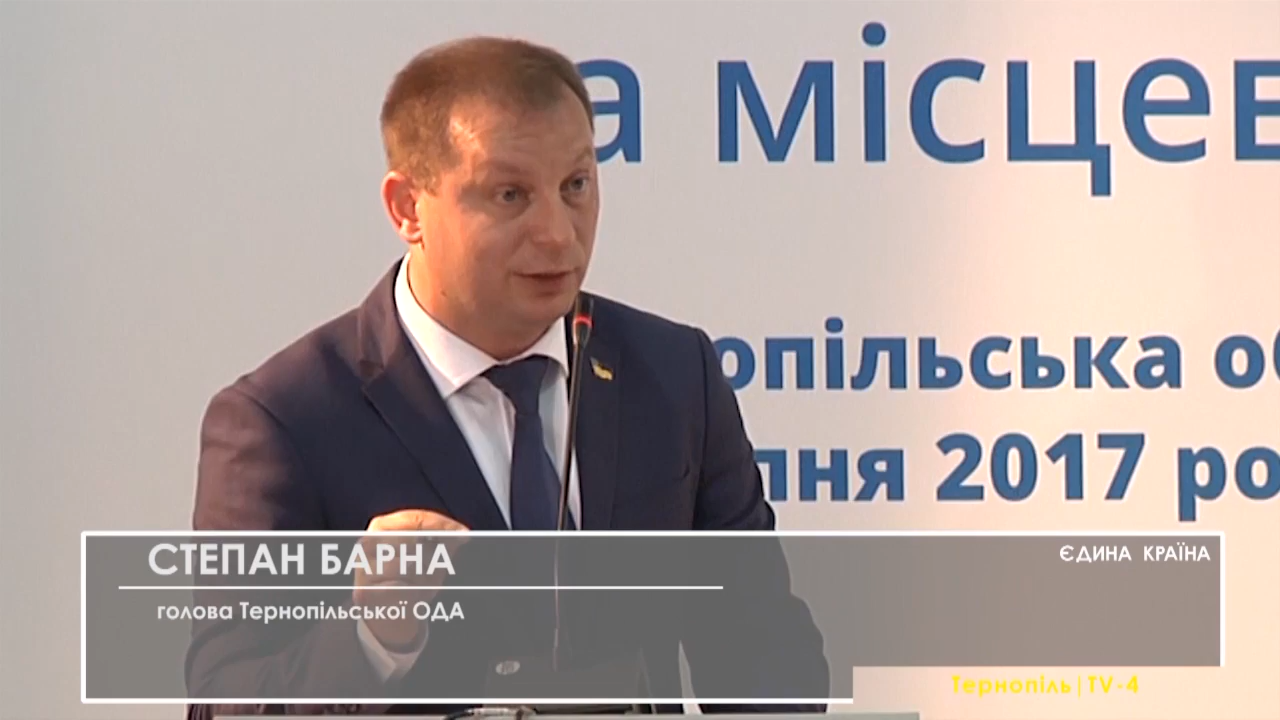 а місцев
опільська об
пня 2017 ро
СТЕПАН БАРНА
ЄДИНА КРАЇНА
голова Тернопільської ОДА
Тернопіль|TV-4